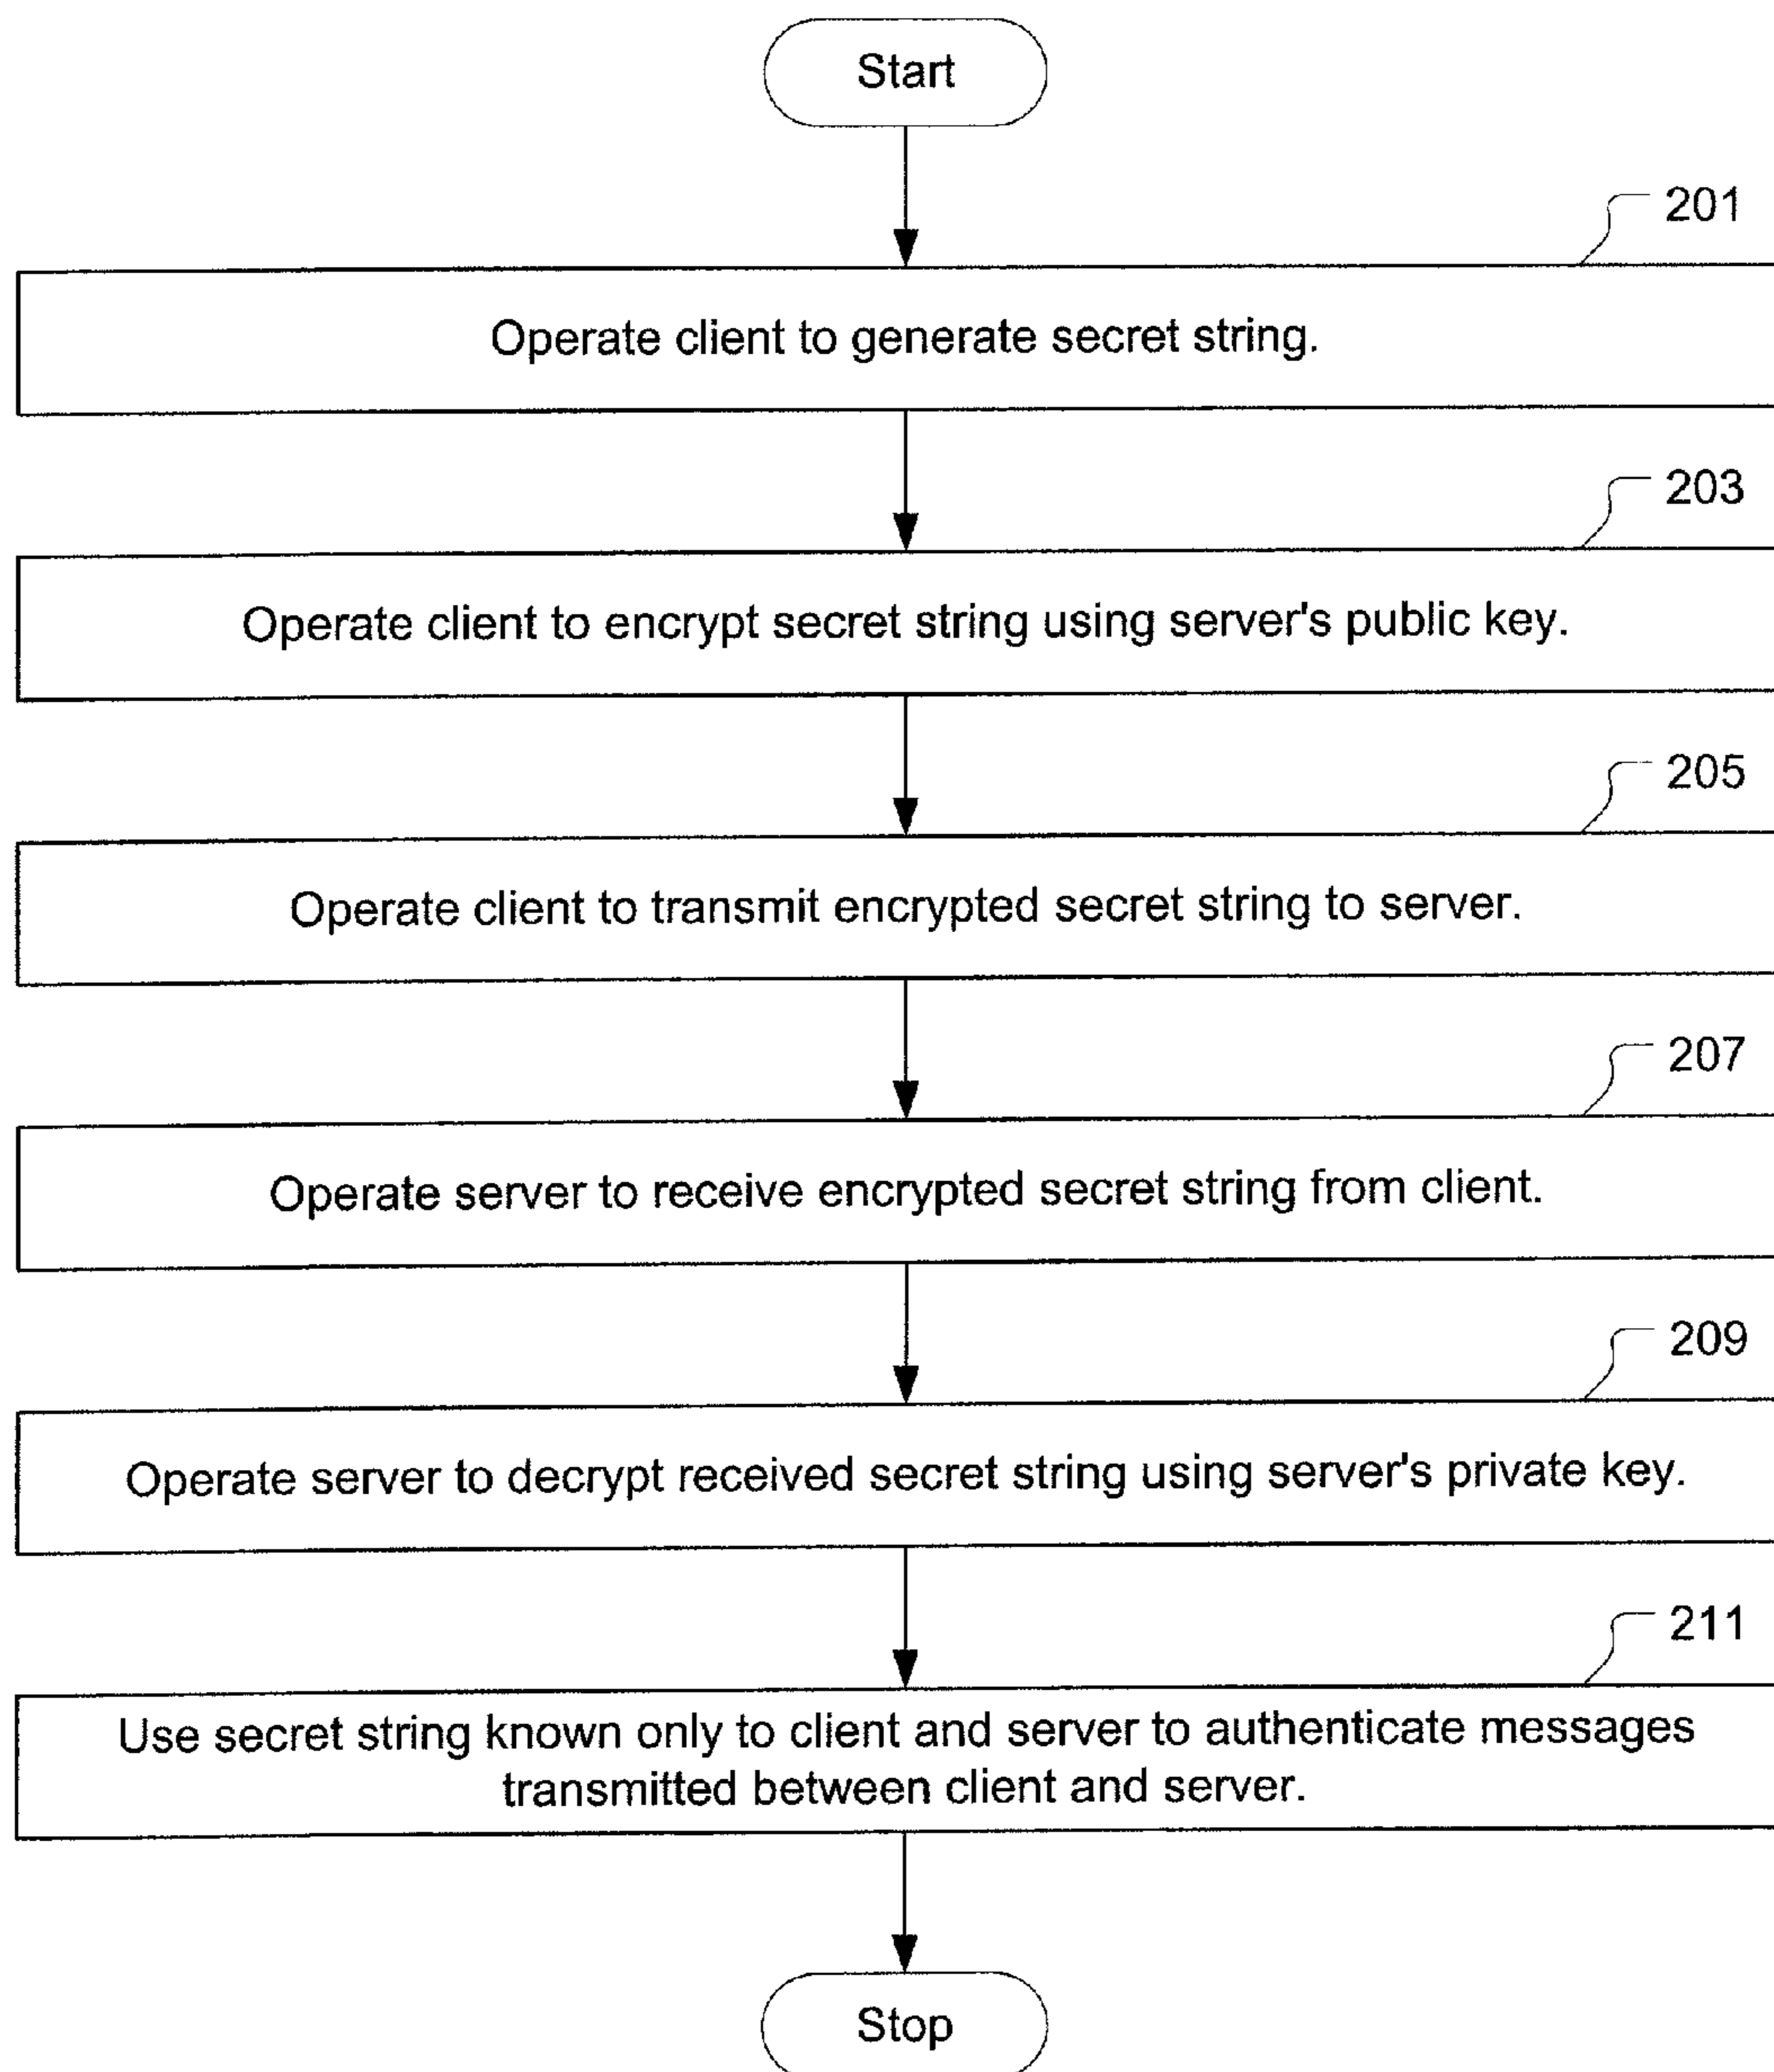 Start
201
Operate client to generate secret string.
203
Operate client to encrypt secret string using server's public key.
205
Operate client to transmit encrypted secret string to server.
207
Operate server to receive encrypted secret string from client.
209
Operate server to decrypt received secret string using server's private key.
211
Use secret string known only to client and server to authenticate messages
transmitted between client and server.
Stop